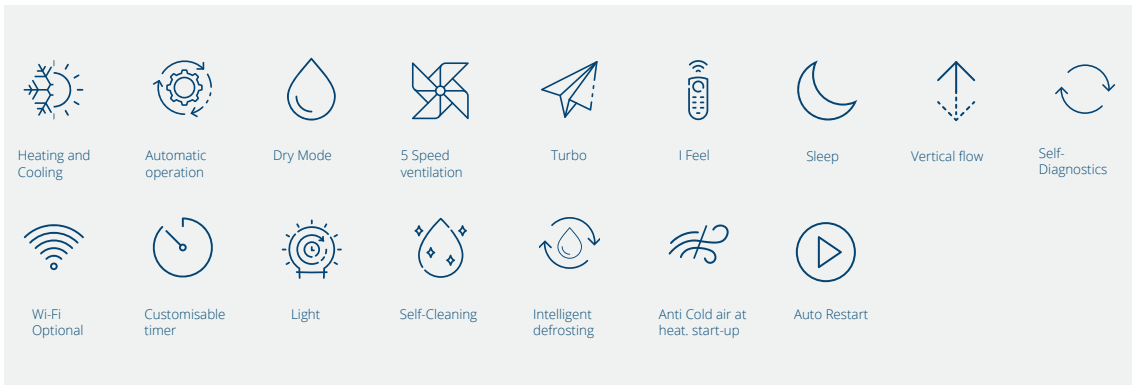 Heating and
Cooling
Automatic
operation
Dry Mode
5 Speed
ventilation
Turbo
I Feel
Sleep
Vertical flow
Self-
Diagnostics
Wi-Fi
Optional
Customisable
timer
Light
Self-Cleaning
Intelligent
defrosting
Anti Cold air at
heat. start-up
Auto Restart